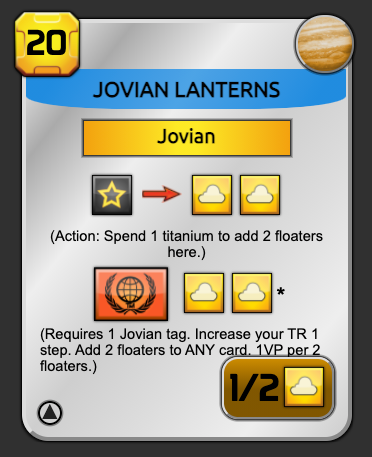 20
JOVIAN LANTERNS
Jovian
(Action: Spend 1 titanium to add 2 floaters
here.)
*
(Requires 1 Jovian tag. Increase your TR 1
step. Add 2 floaters to ANY card. 1VP per 2
floaters.)
1/2